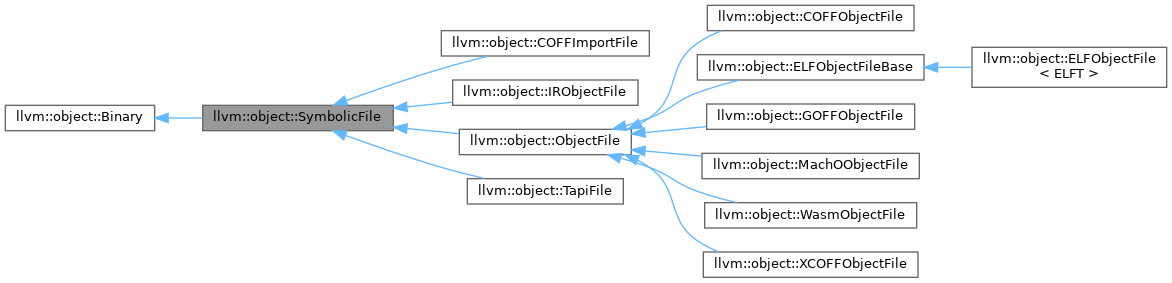 llvm::object::Binary
llvm::object::SymbolicFile
llvm::object::COFFImportFile
llvm::object::IRObjectFile
llvm::object::ObjectFile
llvm::object::TapiFile
llvm::object::COFFObjectFile
llvm::object::ELFObjectFileBase
llvm::object::GOFFObjectFile
llvm::object::MachOObjectFile
llvm::object::WasmObjectFile
llvm::object::XCOFFObjectFile
llvm::object::ELFObjectFile
< ELFT >